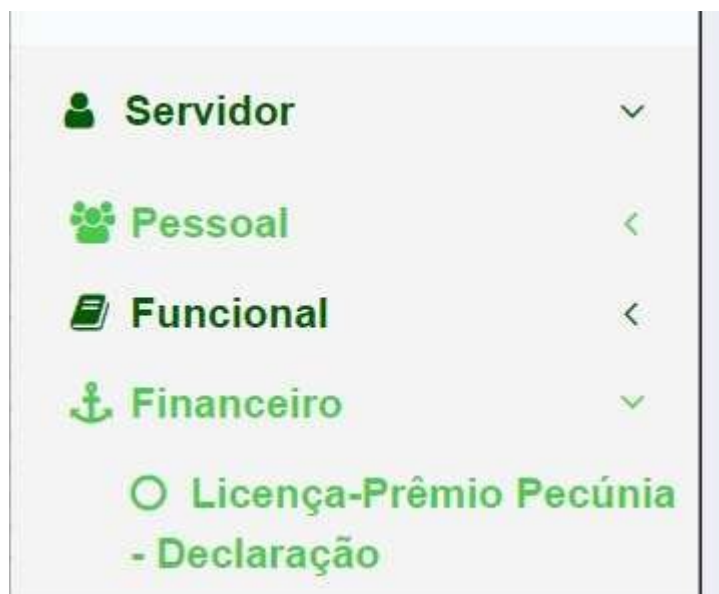 Servidor
Pessoal
Funcional
Financeiro
Licença-Prêmio Pecúnia
- Declaração